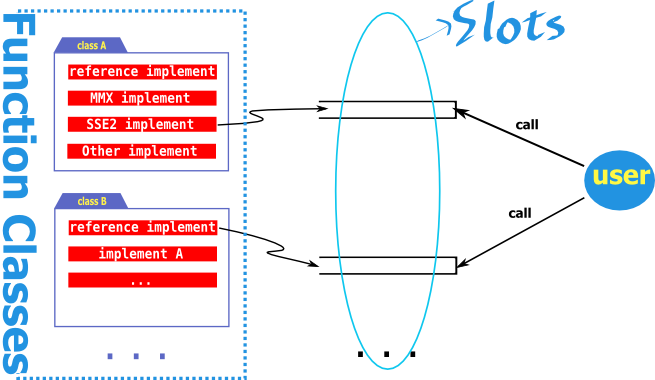 Function Classes
class A
reference implement
MMX implement
SSE2 implement
Other implement
class B
reference implement
implement A
...
. . .
Slots
call
call
user
. . .